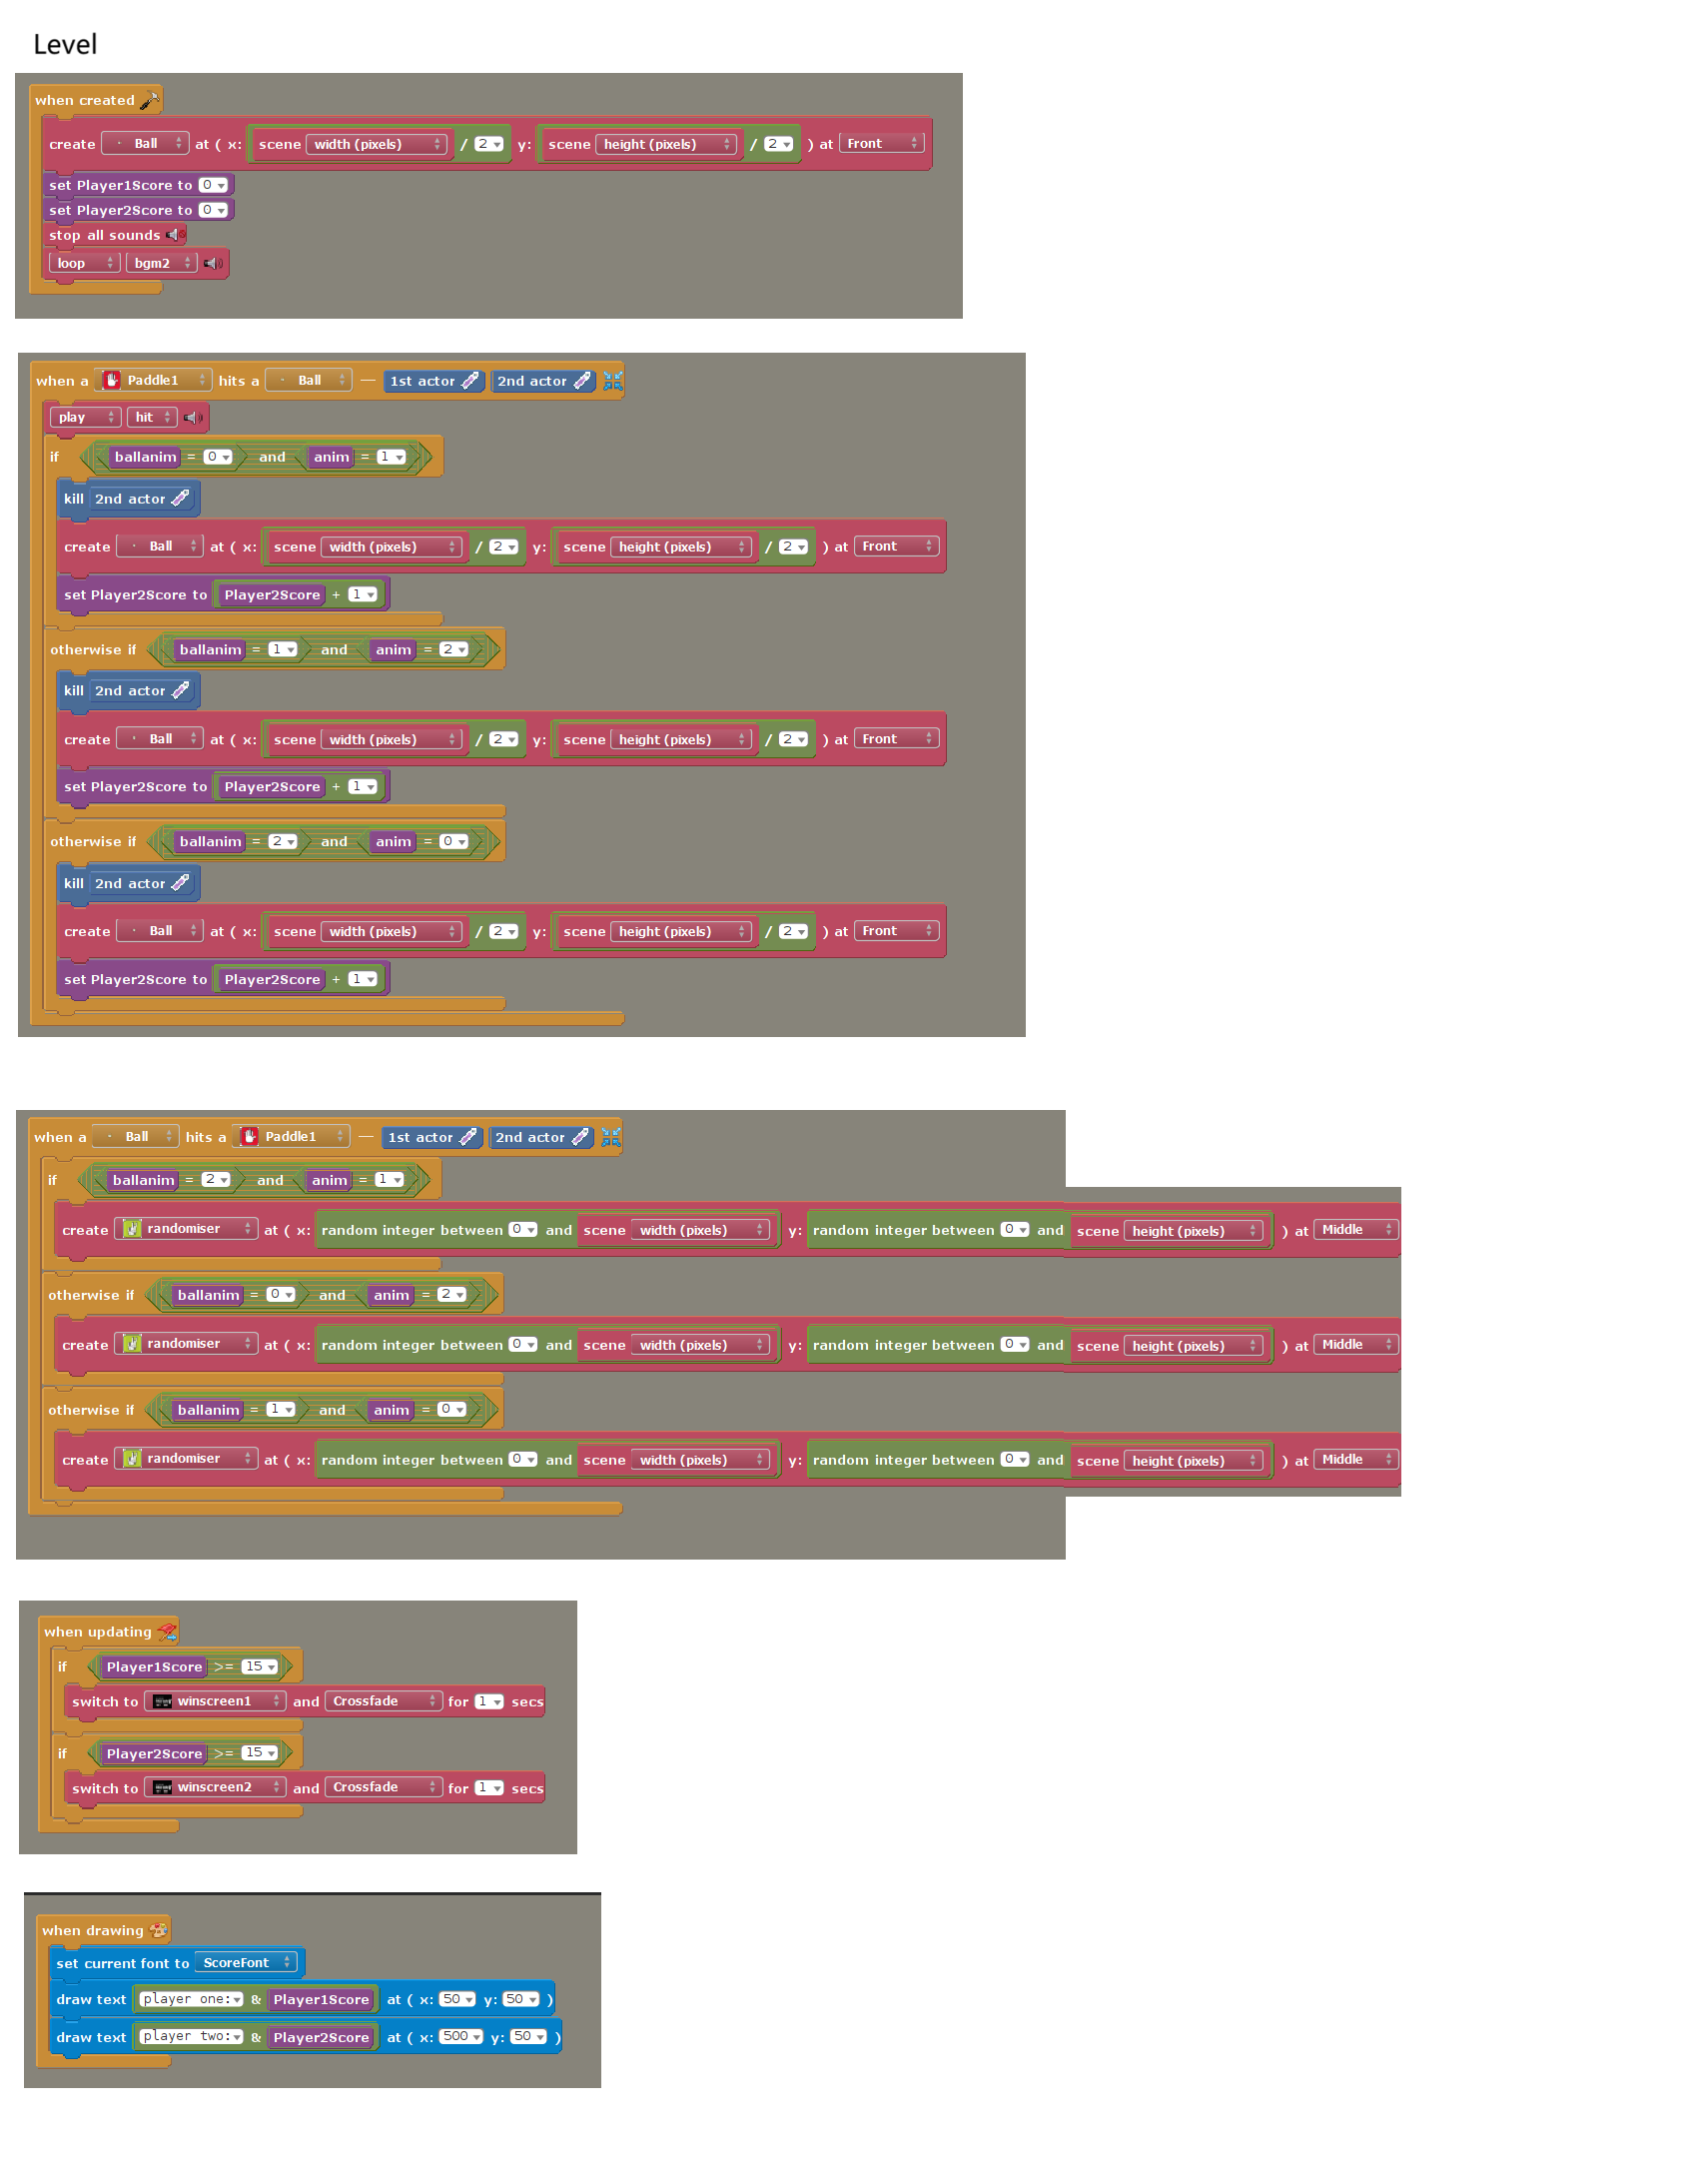 Level
when created
create Ball at ( x: scene width (pixels) / 2 y: scene height (pixels) / 2 ) at Front
set Player1Score to 0
set Player2Score to 0
stop all sounds
loop bgm2
when a Paddle1 hits a Ball — 1st actor 2nd actor
play hit
if ballanim = 0 and anim = 1
kill 2nd actor
create Ball at ( x: scene width (pixels) / 2 y: scene height (pixels) / 2 ) at Front
set Player2Score to Player2Score + 1
otherwise if ballanim = 1 and anim = 2
kill 2nd actor
create Ball at ( x: scene width (pixels) / 2 y: scene height (pixels) / 2 ) at Front
set Player2Score to Player2Score + 1
otherwise if ballanim = 2 and anim = 0
kill 2nd actor
create Ball at ( x: scene width (pixels) / 2 y: scene height (pixels) / 2 ) at Front
set Player2Score to Player2Score + 1
when a Ball hits a Paddle1 — 1st actor 2nd actor
if ballanim = 2 and anim = 1
create randomiser at ( x: random integer between 0 and scene width (pixels) y: random integer between 0 and scene height (pixels) ) at Middle
otherwise if ballanim = 0 and anim = 2
create randomiser at ( x: random integer between 0 and scene width (pixels) y: random integer between 0 and scene height (pixels) ) at Middle
otherwise if ballanim = 1 and anim = 0
create randomiser at ( x: random integer between 0 and scene width (pixels) y: random integer between 0 and scene height (pixels) ) at Middle
when updating
if Player1Score >= 15
switch to winscreen1 and Crossfade for 1 secs
if Player2Score >= 15
switch to winscreen2 and Crossfade for 1 secs
when drawing
set current font to ScoreFont
draw text player one: & Player1Score at ( x: 50 y: 50 )
draw text player two: & Player2Score at ( x: 500 y: 50 )